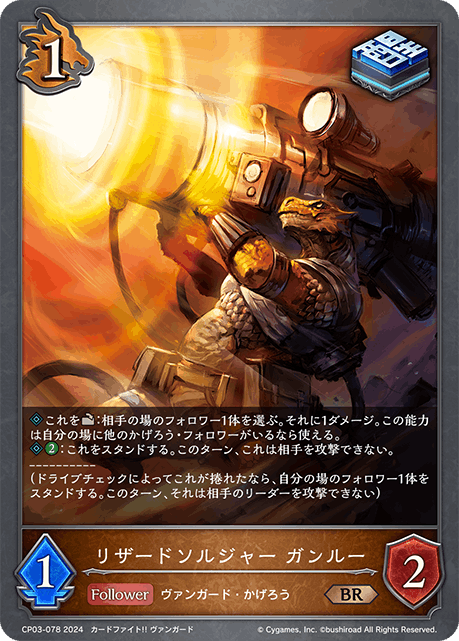 1
醒
これを:相手の場のフォロワー1体を選ぶ。それに1ダメージ。この能力
は自分の場に他のかげろう・フォロワーがいるなら使える。
2:これをスタンドする。このターン、これは相手を攻撃できない。
----------
(ドライブチェックによってこれが捲れたなら、自分の場のフォロワー1体を
スタンドする。このターン、それは相手のリーダーを攻撃できない)
リザードソルジャー ガンルー
1
Follower ヴァンガード・かげろう BR
2
CP03-078 2024 カードファイト!! ヴァンガード © Cygames, Inc. ©bushiroad All Rights Reserved.